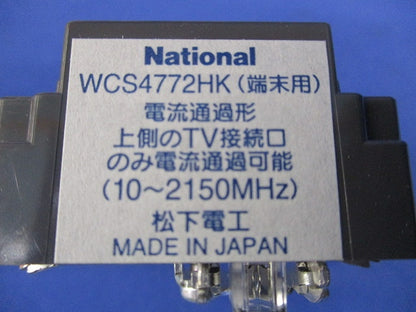 National
WCS4772HK(端末用)
電流通過形
上側のTV接続口
のみ電流通過可能
(10～2150MHz)
松下電工
MADE IN JAPAN